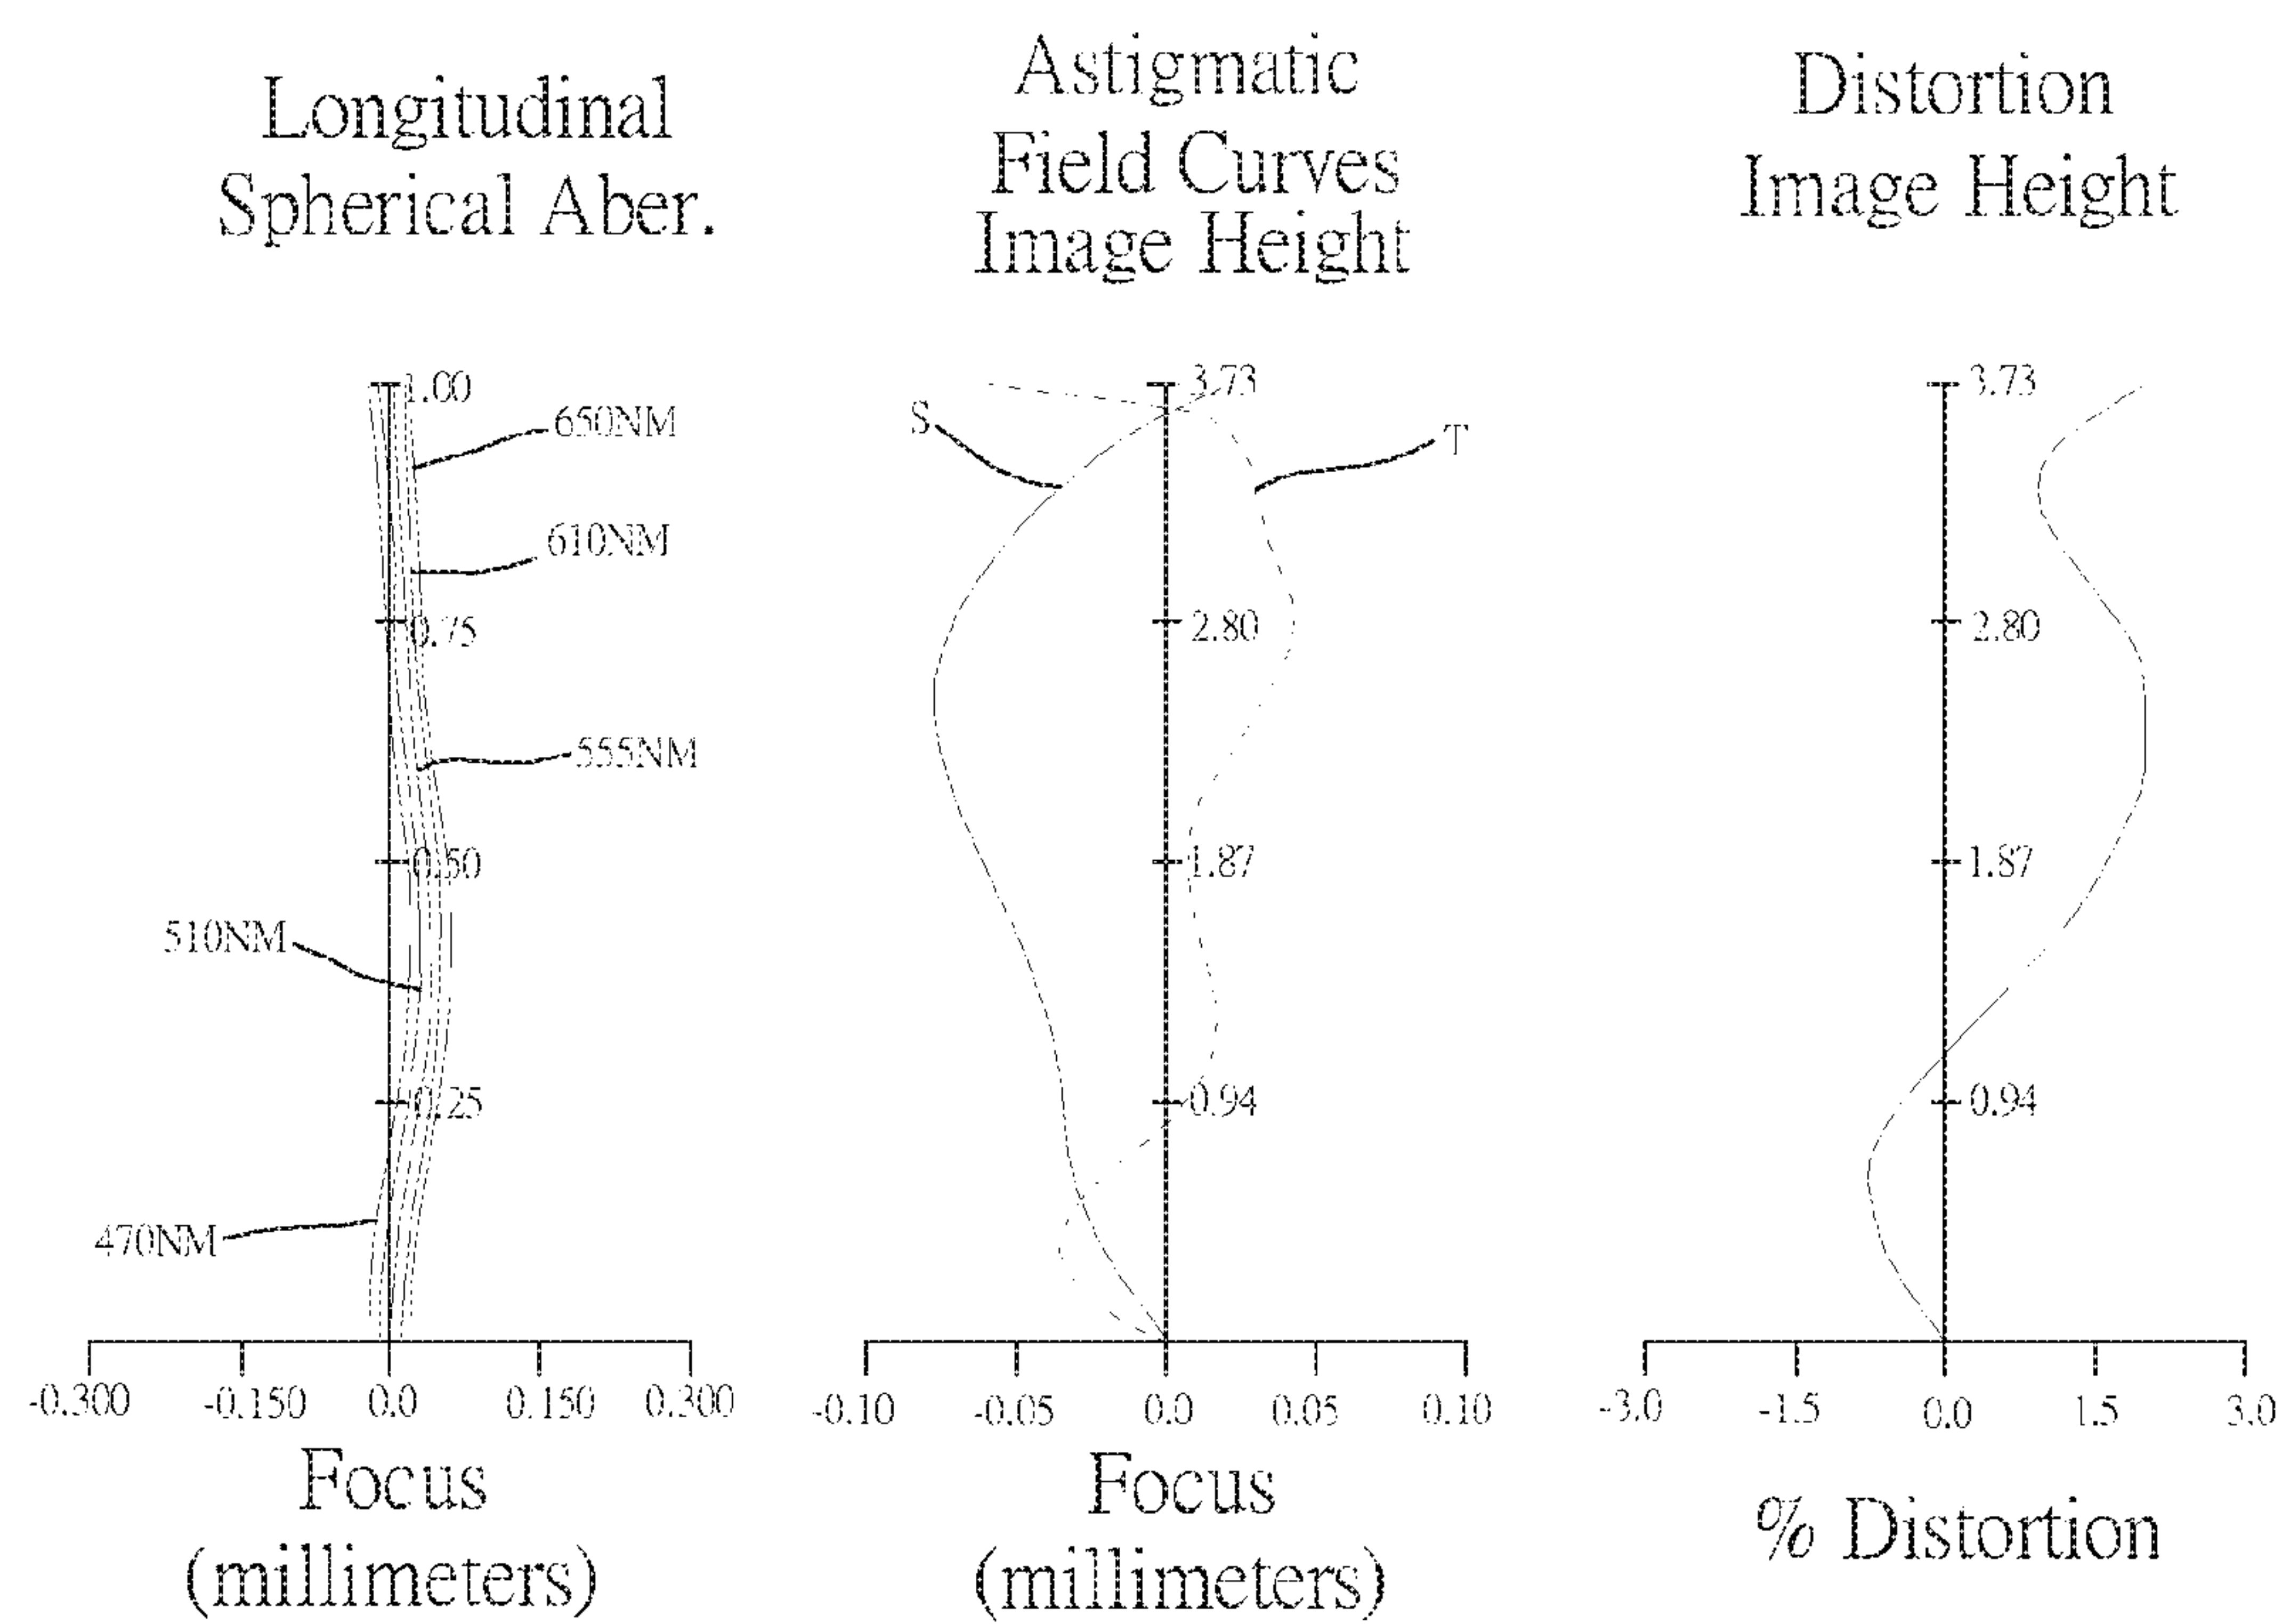 Longitudinal
Spherical Aber.
1.00
650NM
610NM
0.75
555NM
0.50
510NM
0.25
470NM
-0.300 -0.150 0.0 0.150 0.300
Focus
(millimeters)
Astigmatic
Field Curves
Image Height
3.73
S
T
2.80
1.87
0.94
-0.10 -0.05 0.0 0.05 0.10
Focus
(millimeters)
Distortion
Image Height
3.73
2.80
1.87
0.94
-3.0 -1.5 0.0 1.5 3.0
% Distortion